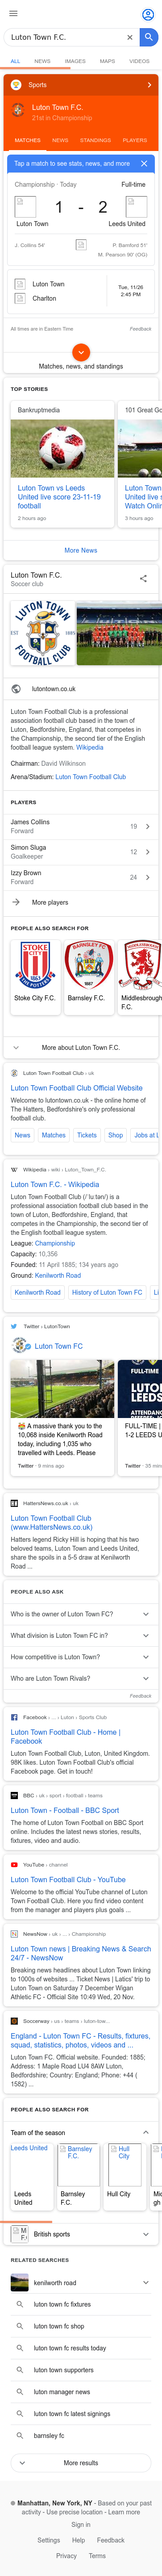 Luton Town F.C.
ALL NEWS IMAGES MAPS VIDEOS
Sports
Luton Town F.C.
21st in Championship
MATCHES NEWS STANDINGS PLAYERS
Tap a match to see stats, news, and more
Championship · Today
Full-time
1 - 2
Luton Town
Leeds United
J. Collins 54'
P. Bamford 51'
M. Pearson 90' (OG)
Luton Town
Charlton
Tue, 11/26
2:45 PM
All times are in Eastern Time
Feedback
Matches, news, and standings
TOP STORIES
Bankruptmedia
Luton Town vs Leeds
United live score 23-11-19
football
2 hours ago
101 Great Go
Luton Town
United live s
Watch Onlin
3 hours ago
More News
Luton Town F.C.
Soccer club
LUTON TOWN
EST 1885
FOOTBALL CLUB
lutontown.co.uk
Luton Town Football Club is a professional
association football club based in the town of
Luton, Bedfordshire, England, that competes in
the Championship, the second tier of the English
football league system. Wikipedia
Chairman: David Wilkinson
Arena/Stadium: Luton Town Football Club
PLAYERS
James Collins
Forward
19
Simon Sluga
Goalkeeper
12
Izzy Brown
Forward
24
More players
PEOPLE ALSO SEARCH FOR
Stoke City F.C.
Barnsley F.C.
Middlesbrough
F.C.
More about Luton Town F.C.
Luton Town Football Club › uk
Luton Town Football Club Official Website
Welcome to lutontown.co.uk - the online home of
The Hatters, Bedfordshire's only professional
football club.
News Matches Tickets Shop Jobs at L
Wikipedia › wiki › Luton_Town_F.C.
Luton Town F.C. - Wikipedia
Luton Town Football Club (/ˈluːtən/) is a
professional association football club based in the
town of Luton, Bedfordshire, England, that
competes in the Championship, the second tier of
the English football league system.
League: Championship
Capacity: 10,356
Founded: 11 April 1885; 134 years ago
Ground: Kenilworth Road
Kenilworth Road History of Luton Town FC Li
Twitter › LutonTown
Luton Town FC
A massive thank you to the
10,068 inside Kenilworth Road
today, including 1,035 who
travelled with Leeds. Please
Twitter · 9 mins ago
FULL-TIME |
1-2 LEEDS U
HattersNews.co.uk › uk
Luton Town Football Club
(www.HattersNews.co.uk)
Hatters legend Ricky Hill is hoping that his two
beloved teams, Luton Town and Leeds United,
share the spoils in a 5-5 draw at Kenilworth
Road ...
PEOPLE ALSO ASK
Who is the owner of Luton Town FC?
What division is Luton Town FC in?
How competitive is Luton Town?
Who are Luton Town Rivals?
Feedback
Facebook › ... › Luton › Sports Club
Luton Town Football Club - Home |
Facebook
Luton Town Football Club, Luton, United Kingdom.
98K likes. Luton Town Football Club's official
Facebook page. Get in touch!
BBC › uk › sport › football › teams
Luton Town - Football - BBC Sport
The home of Luton Town Football on BBC Sport
online. Includes the latest news stories, results,
fixtures, video and audio.
YouTube › channel
Luton Town Football Club - YouTube
Welcome to the official YouTube channel of Luton
Town Football Club. Here you find video content
from the manager and players plus goals ...
NewsNow › uk › ... › Championship
Luton Town news | Breaking News & Search
24/7 - NewsNow
Breaking news headlines about Luton Town linking
to 1000s of websites ... Ticket News | Latics' trip to
Luton Town on Saturday 7 December Wigan
Athletic FC - Official Site 10:49 Wed, 20 Nov.
Soccerway › us › teams › luton-tow...
England - Luton Town FC - Results, fixtures,
squad, statistics, photos, videos and ...
Luton Town FC. Official website. Founded: 1885;
Address: 1 Maple Road LU4 8AW Luton,
Bedfordshire; Country: England; Phone: +44 (
1582) ...
PEOPLE ALSO SEARCH FOR
Team of the season
Leeds United
Leeds
United
Barnsley
F.C.
Barnsley
F.C.
Hull
City
Hull City
British sports
RELATED SEARCHES
kenilworth road
luton town fc fixtures
luton town fc shop
luton town fc results today
luton town supporters
luton manager news
luton town fc latest signings
barnsley fc
More results
Manhattan, New York, NY - Based on your past
activity - Use precise location - Learn more
Sign in
Settings Help Feedback
Privacy Terms